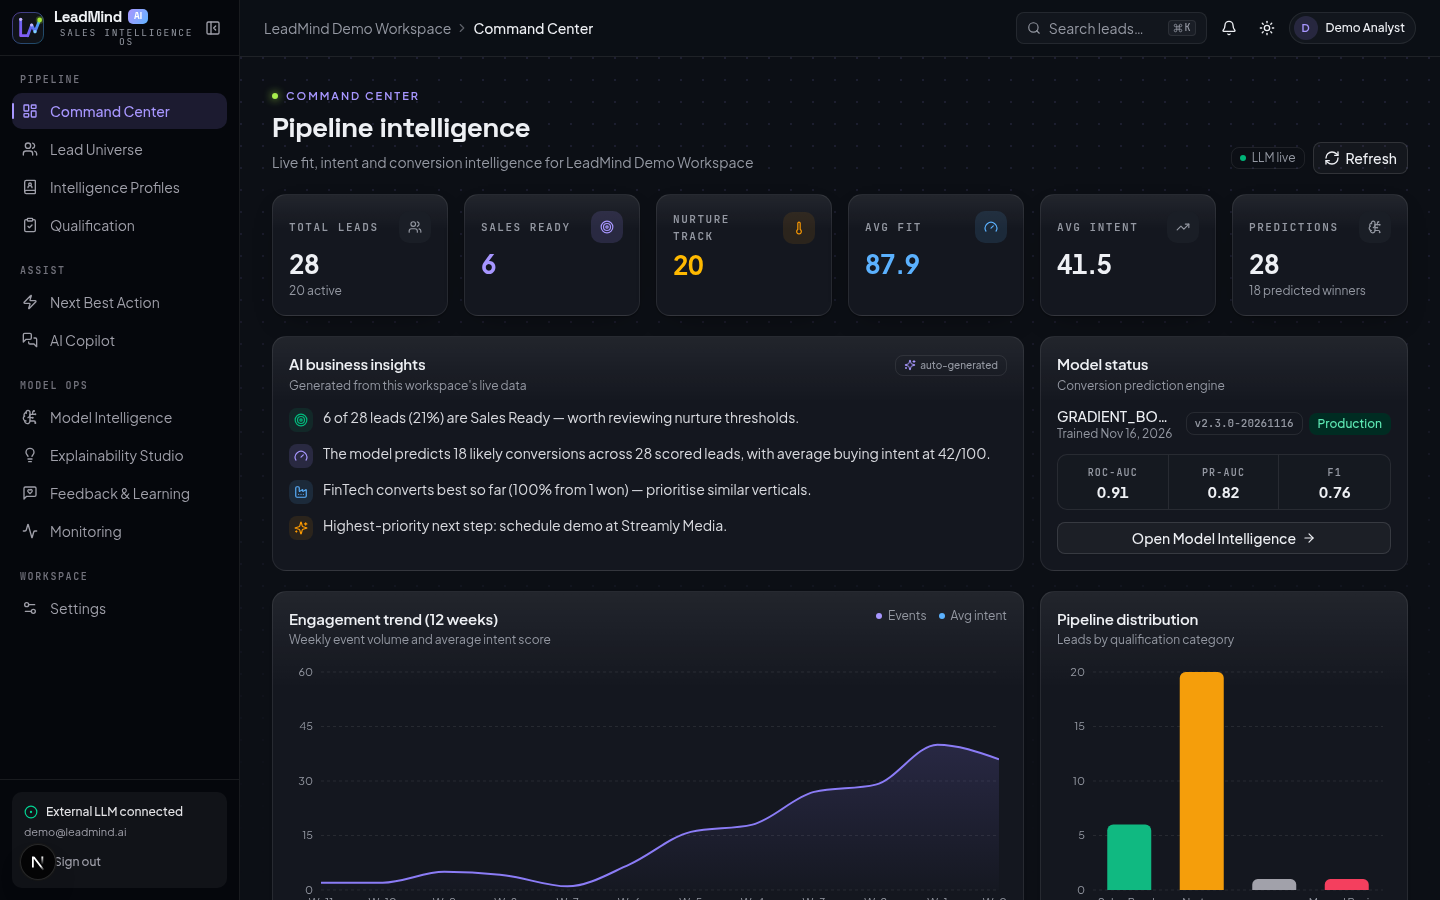 LeadMind AI
SALES INTELLIGENCE
OS
PIPELINE
Command Center
Lead Universe
Intelligence Profiles
Qualification
ASSIST
Next Best Action
AI Copilot
MODEL OPS
Model Intelligence
Explainability Studio
Feedback & Learning
Monitoring
WORKSPACE
Settings
External LLM connected
demo@leadmind.ai
N
Sign out
LeadMind Demo Workspace > Command Center
Search leads...
⌘K
D
Demo Analyst
COMMAND CENTER
Pipeline intelligence
Live fit, intent and conversion intelligence for LeadMind Demo Workspace
LLM live
Refresh
TOTAL LEADS
28
20 active
SALES READY
6
NURTURE
TRACK
20
AVG FIT
87.9
AVG INTENT
41.5
PREDICTIONS
28
18 predicted winners
AI business insights
auto-generated
Generated from this workspace's live data
6 of 28 leads (21%) are Sales Ready — worth reviewing nurture thresholds.
The model predicts 18 likely conversions across 28 scored leads, with average buying intent at 42/100.
FinTech converts best so far (100% from 1 won) — prioritise similar verticals.
Highest-priority next step: schedule demo at Streamly Media.
Model status
Conversion prediction engine
GRADIENT_BO...
Trained Nov 16, 2026
v2.3.0-20261116
Production
ROC-AUC
0.91
PR-AUC
0.82
F1
0.76
Open Model Intelligence →
Engagement trend (12 weeks)
Weekly event volume and average intent score
Events
Avg intent
60
45
30
15
0
Pipeline distribution
Leads by qualification category
20
15
10
5
0